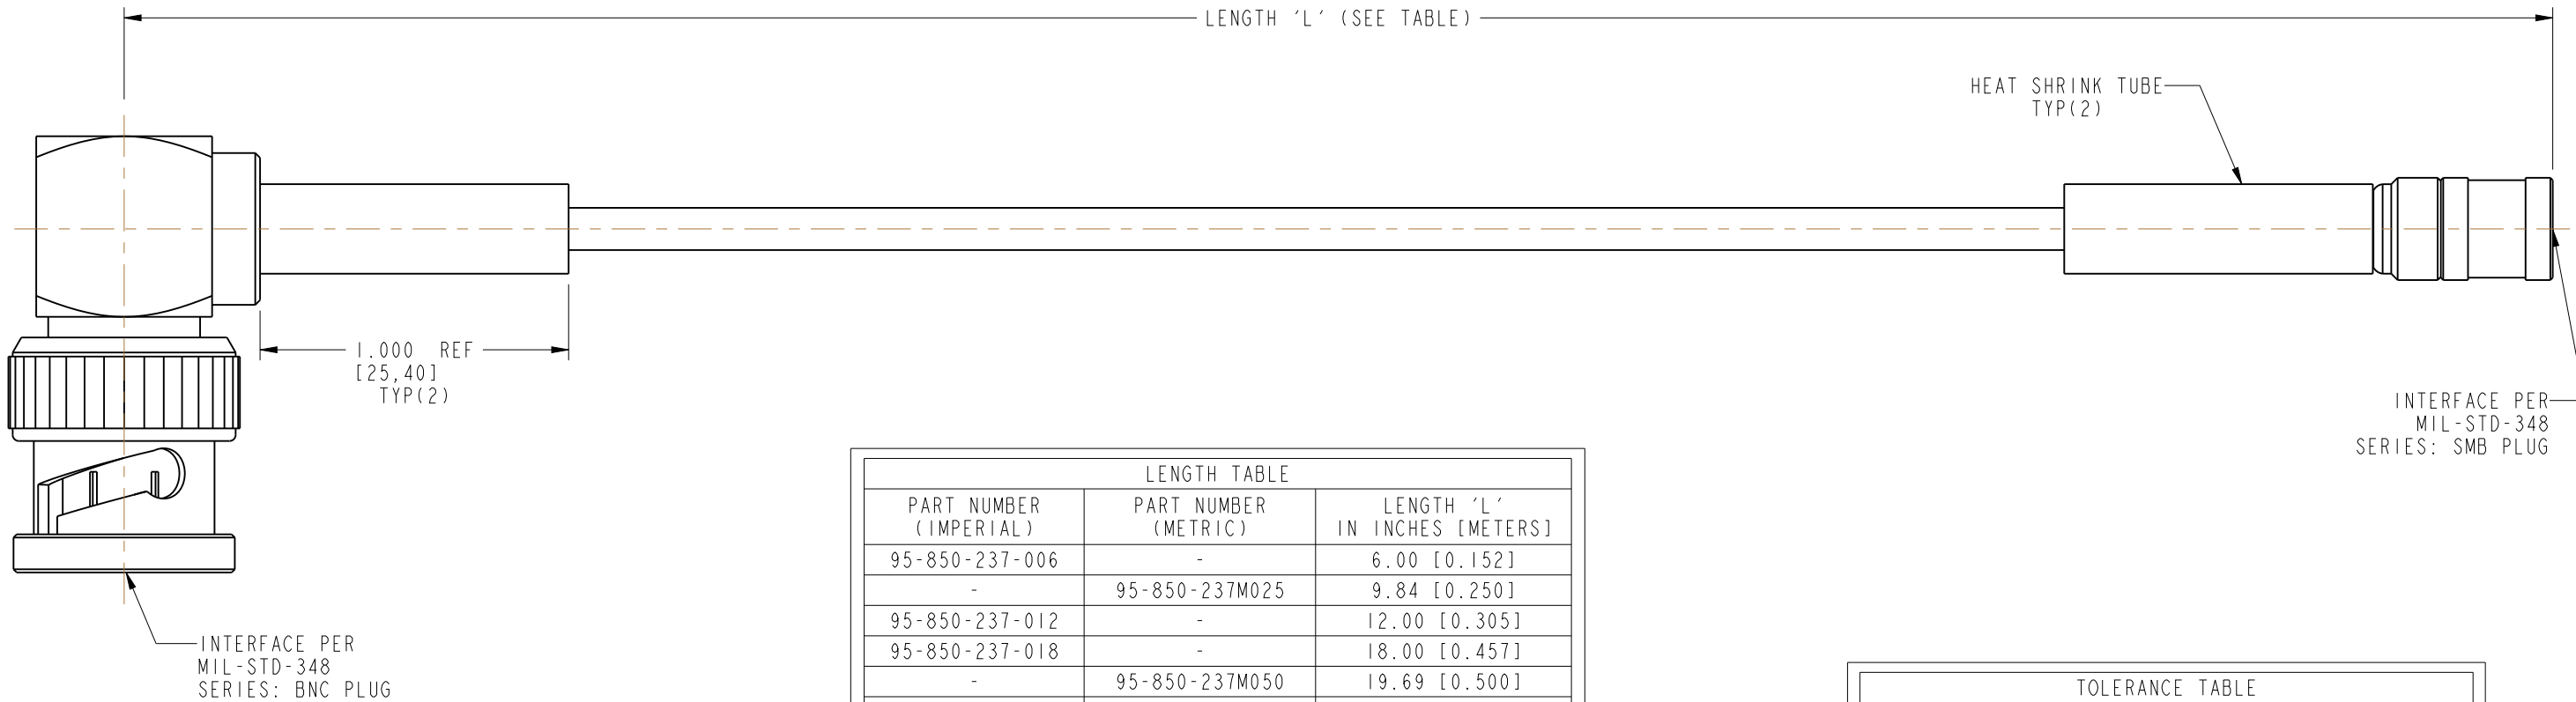 LENGTH 'L' (SEE TABLE)
HEAT SHRINK TUBE
TYP(2)
1.000 REF
[25,40]
TYP(2)
INTERFACE PER
MIL-STD-348
SERIES: SMB PLUG
INTERFACE PER
MIL-STD-348
SERIES: BNC PLUG
LENGTH TABLE
PART NUMBER (IMPERIAL) PART NUMBER (METRIC) LENGTH 'L' IN INCHES [METERS]
95-850-237-006 - 6.00 [0.152]
- 95-850-237M025 9.84 [0.250]
95-850-237-012 - 12.00 [0.305]
95-850-237-018 - 18.00 [0.457]
- 95-850-237M050 19.69 [0.500]
TOLERANCE TABLE